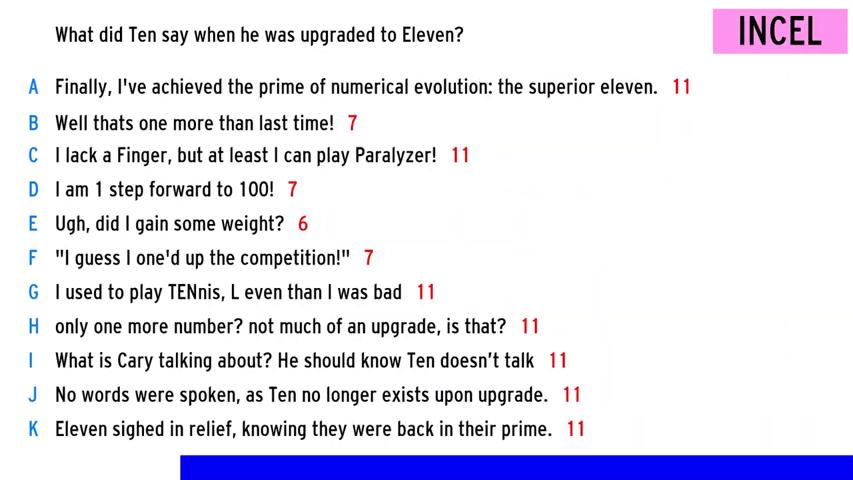 What did Ten say when he was upgraded to Eleven?
INCEL
A Finally, I've achieved the prime of numerical evolution: the superior eleven. 11
B Well thats one more than last time! 7
C I lack a Finger, but at least I can play Paralyzer! 11
D I am 1 step forward to 100! 7
E Ugh, did I gain some weight? 6
F "I guess I one'd up the competition!" 7
G I used to play TENnis, L even than I was bad 11
H only one more number? not much of an upgrade, is that? 11
I What is Cary talking about? He should know Ten doesn't talk 11
J No words were spoken, as Ten no longer exists upon upgrade. 11
K Eleven sighed in relief, knowing they were back in their prime. 11